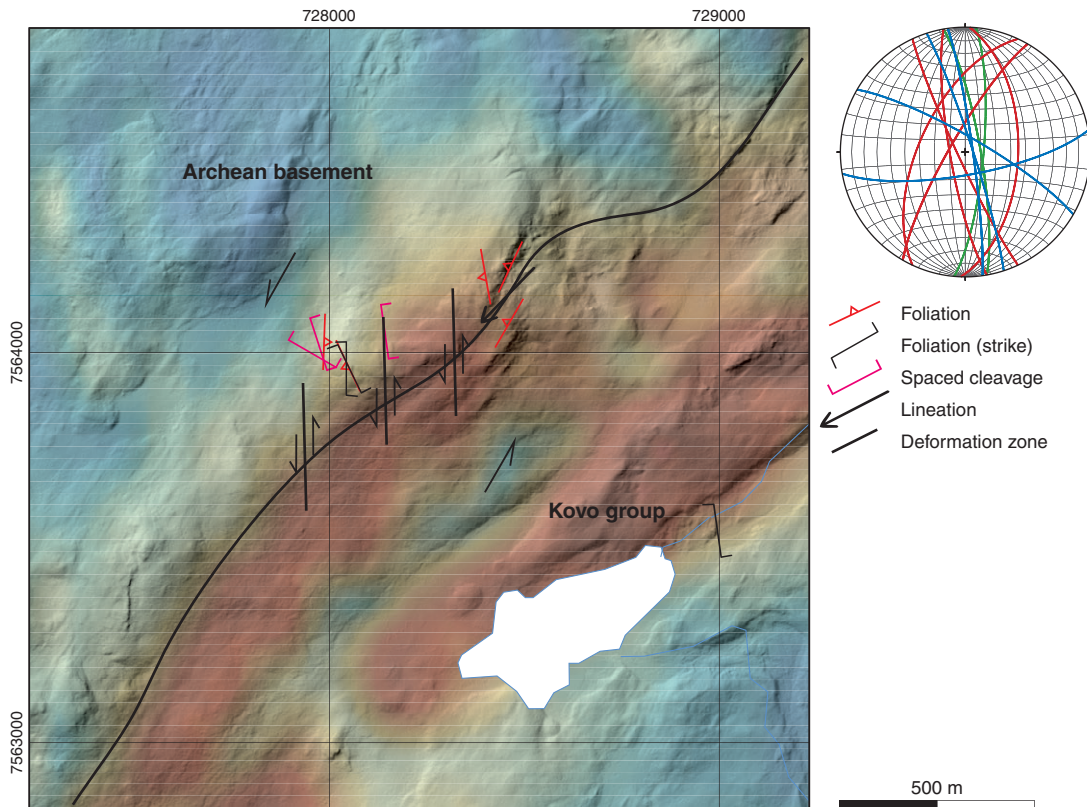 728000
729000
Archean basement
7564000
Kovo group
7563000
Foliation
Foliation (strike)
Spaced cleavage
Lineation
Deformation zone
500 m